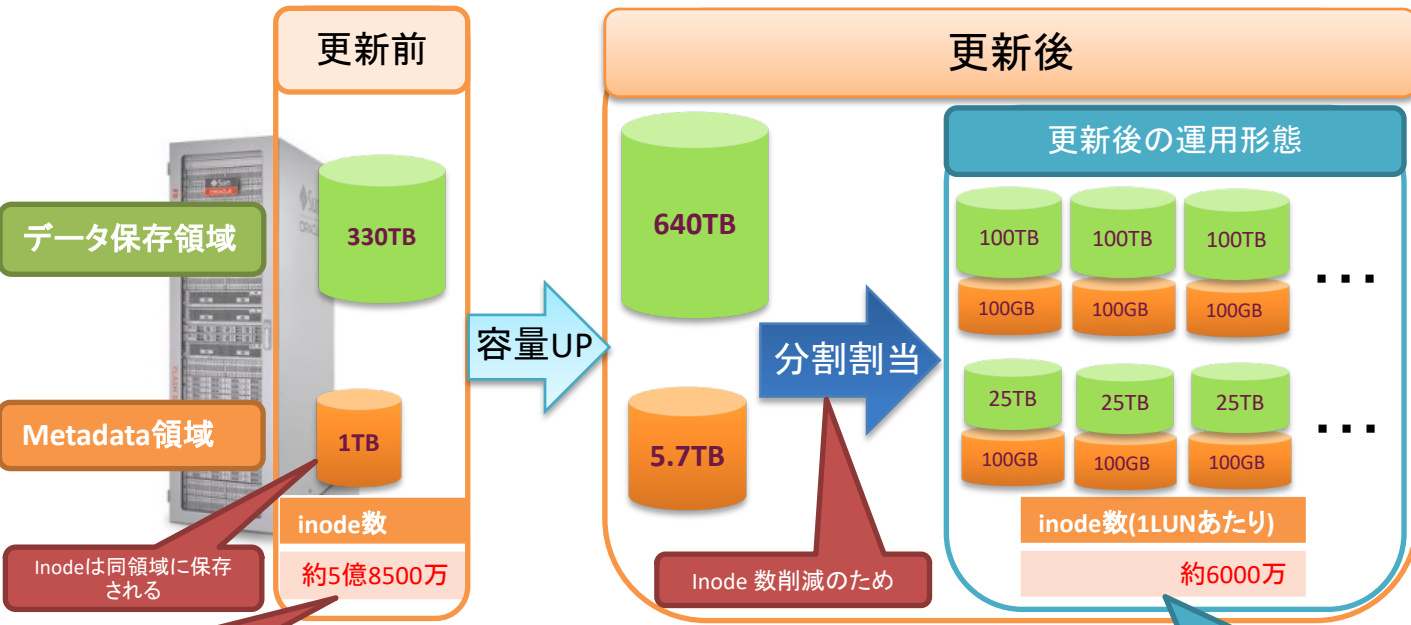 更新前
更新後
更新後の運用形態
Sun
ORACLE
データ保存領域
330TB
640TB
100TB
100TB
100TB
...
100GB
100GB
100GB
容量UP
分割割当
Metadata領域
1TB
5.7TB
25TB
25TB
25TB
...
100GB
100GB
100GB
inode数
約5億8500万
Inodeは同領域に保存
される
Inode 数削減のため
inode数(1LUNあたり)
約6000万